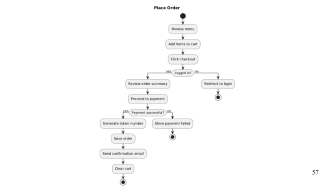 Place Order
Browse menu
Add items to cart
Click checkout
yes
Logged in?
no
Review order summary
Redirect to login
Proceed to payment
yes
Payment successful?
no
Generate token number
Show payment failed
Save order
Send confirmation email
Clear cart
57